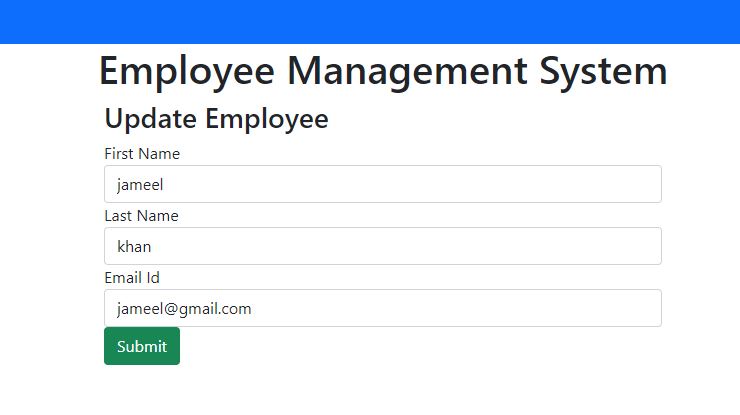 Employee Management System
Update Employee
First Name
jameel
Last Name
khan
Email Id
jameel@gmail.com
Submit